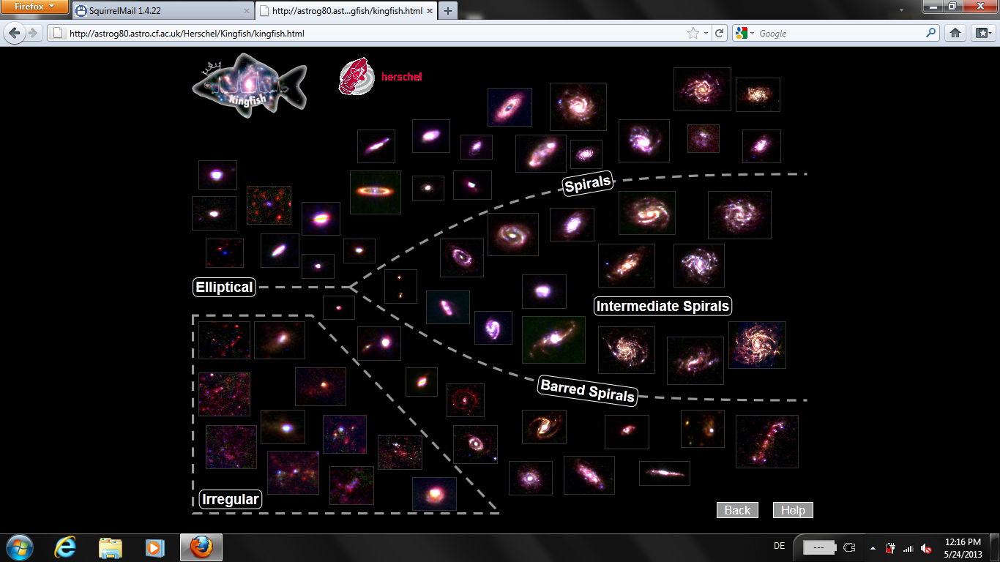 Firefox
SquirrelMail 1.4.22
http://astrog80.ast...gfish/kingfish.html
http://astrog80.astro.cf.ac.uk/Herschel/Kingfish/kingfish.html
Google
Kingfish
herschel
Spirals
Elliptical
Intermediate Spirals
Barred Spirals
Irregular
Back
Help
DE
---
12:16 PM
5/24/2013